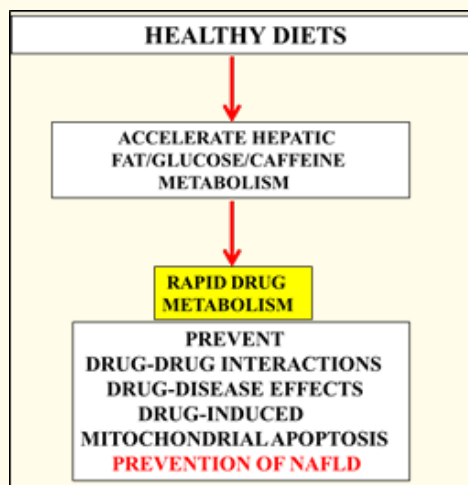 HEALTHY DIETS
ACCELERATE HEPATIC
FAT/GLUCOSE/CAFFEINE
METABOLISM
RAPID DRUG
METABOLISM
PREVENT
DRUG-DRUG INTERACTIONS
DRUG-DISEASE EFFECTS
DRUG-INDUCED
MITOCHONDRIAL APOPTOSIS
PREVENTION OF NAFLD